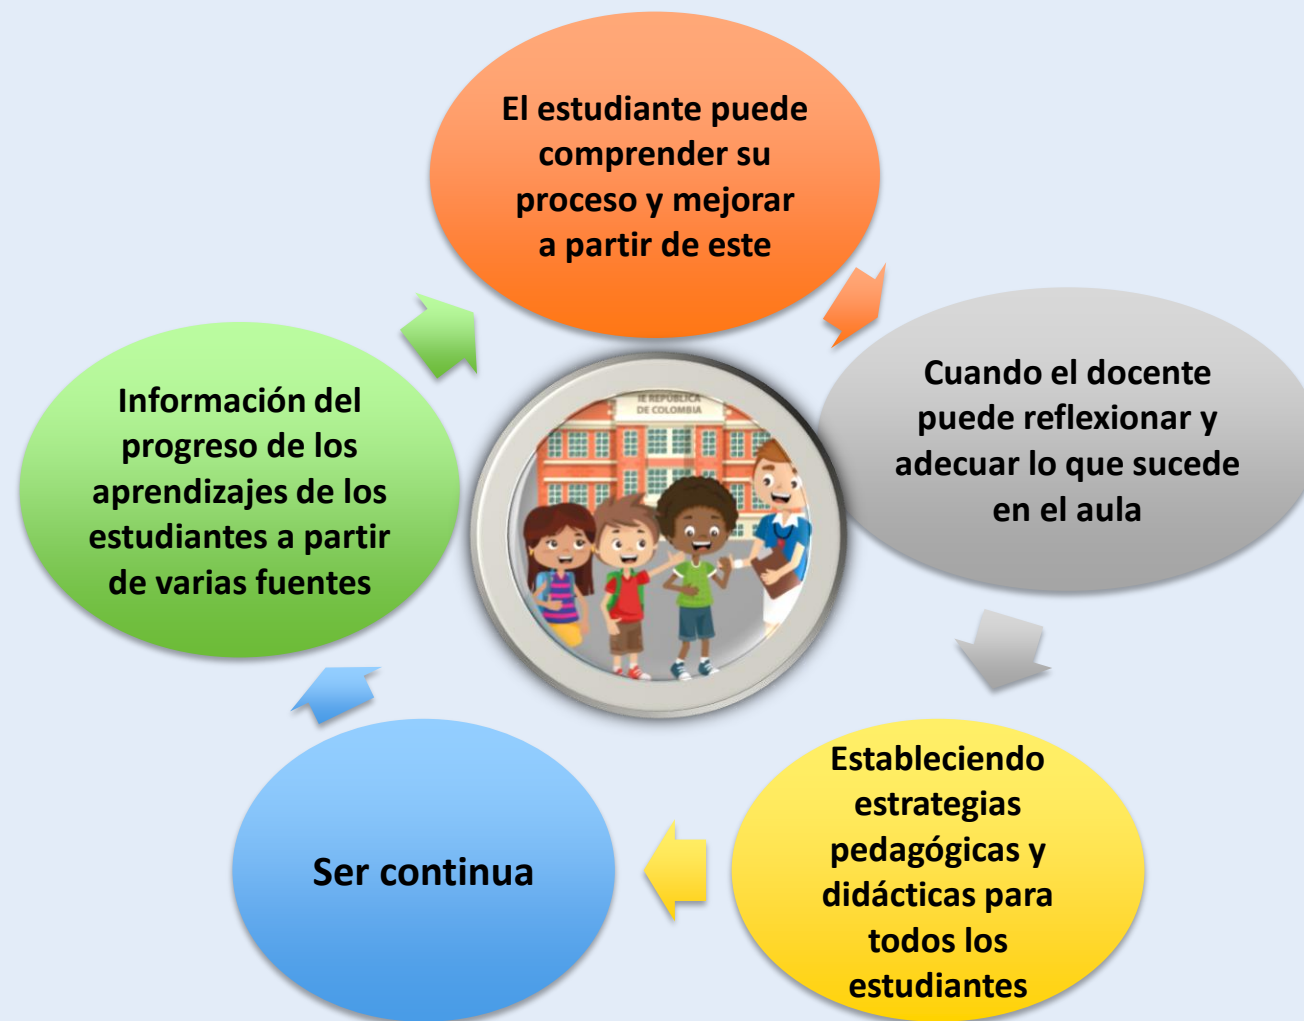 El estudiante puede
comprender su
proceso y mejorar
a partir de este
Cuando el docente
puede reflexionar y
adecuar lo que sucede
en el aula
Estableciendo
estrategias
pedagógicas y
didácticas para
todos los
estudiantes
Ser continua
Información del
progreso de los
aprendizajes de los
estudiantes a partir
de varias fuentes
IE REPÚBLICA
DE COLOMBIA